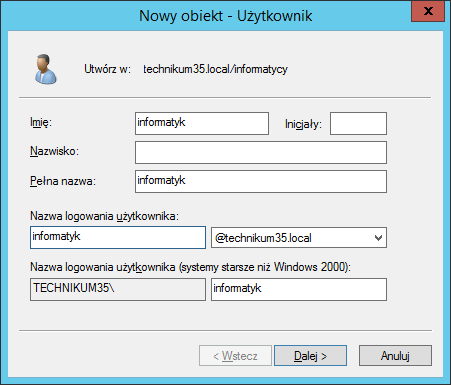 Nowy obiekt - Użytkownik
x
Utwórz w: technikum35.local/informatycy
Imię: informatyk Inicjały:
Nazwisko:
Pełna nazwa: informatyk
Nazwa logowania użytkownika:
informatyk @technikum35.local
Nazwa logowania użytkownika (systemy starsze niż Windows 2000):
TECHNIKUM35\ informatyk
< Wstecz Dalej > Anuluj